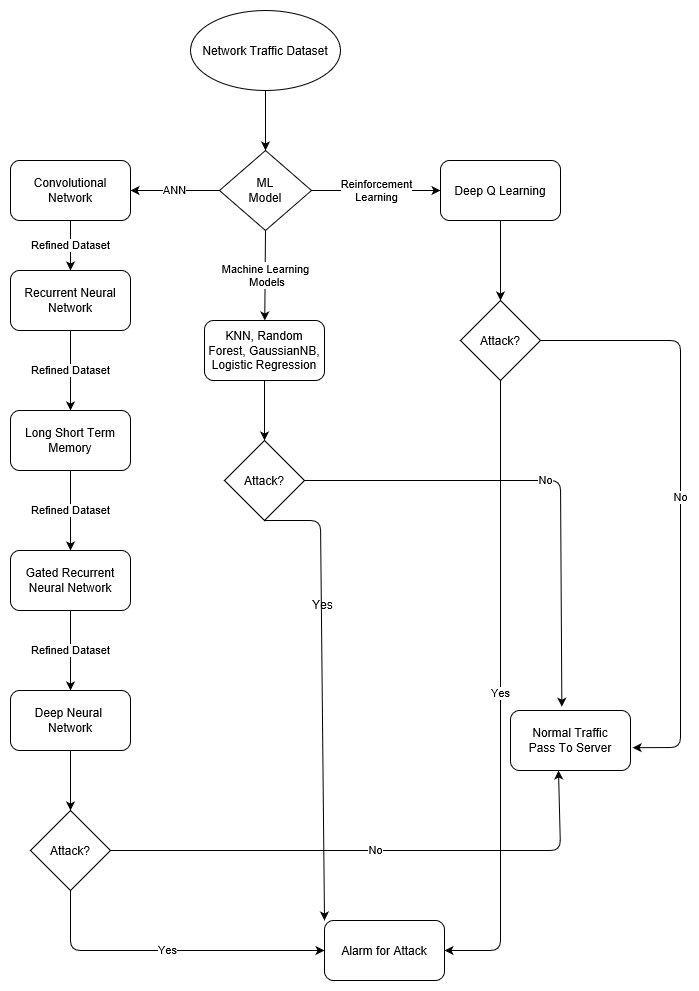 Network Traffic Dataset
Convolutional
Network
ANN
ML
Model
Reinforcement
Learning
Deep Q Learning
Refined Dataset
Machine Learning
Models
Recurrent Neural
Network
KNN, Random
Forest, GaussianNB,
Logistic Regression
Attack?
Refined Dataset
Long Short Term
Memory
Attack?
No
No
Refined Dataset
Gated Recurrent
Neural Network
Yes
Refined Dataset
Yes
Deep Neural
Network
Normal Traffic
Pass To Server
Attack?
No
Yes
Alarm for Attack